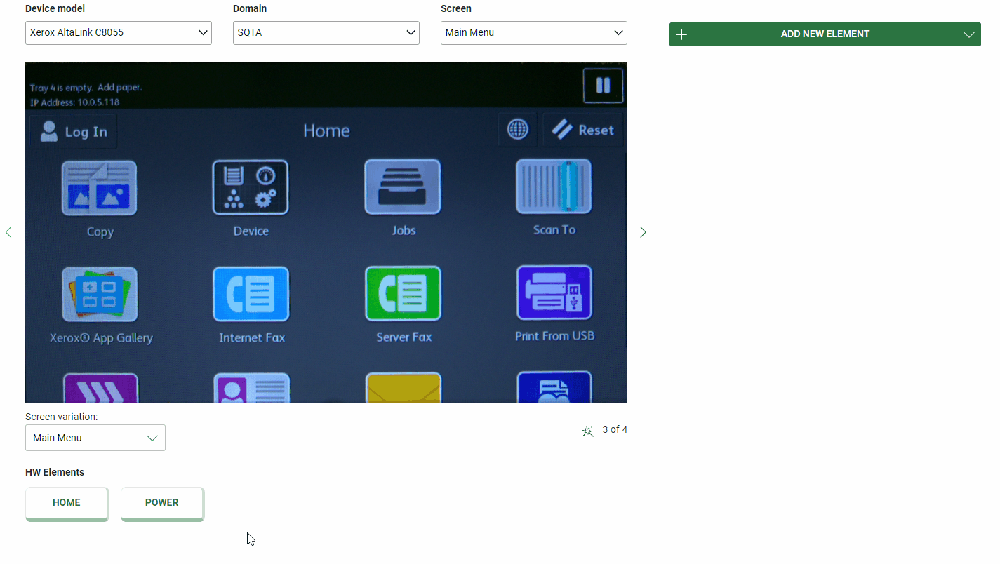 Device model
Domain
Screen
Xerox AltaLink C8055
SQTA
Main Menu
ADD NEW ELEMENT
Tray 4 is empty. Add paper.
IP Address: 10.0.5.118
Log In
Home
Reset
Copy
Device
Jobs
Scan To
Xerox® App Gallery
Internet Fax
Server Fax
Print From USB
Screen variation:
Main Menu
3 of 4
HW Elements
HOME
POWER